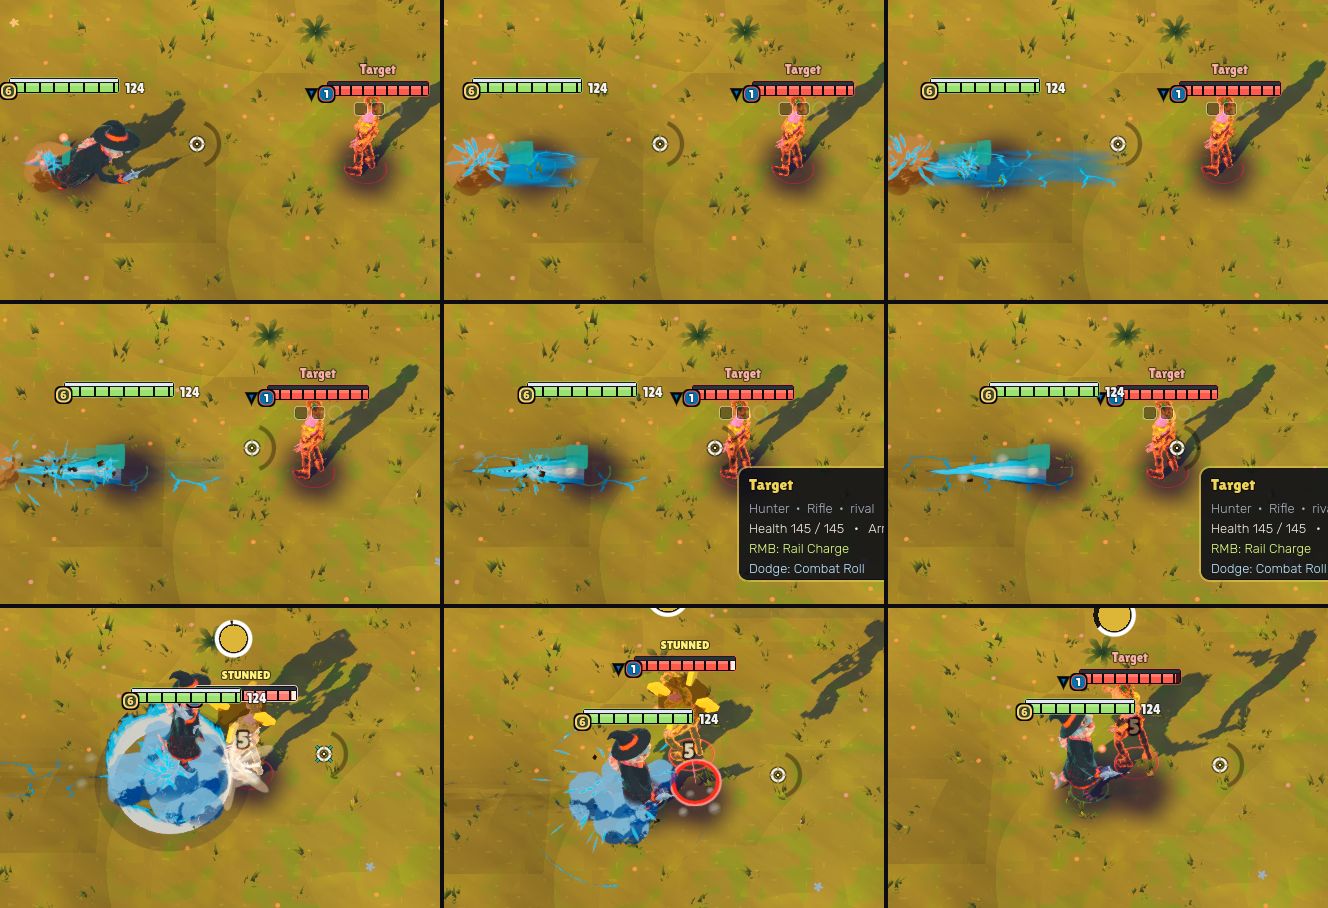 Target
6 124 1
Target
6 124 1
Target
6 124 1
Target
6 124 1
Target
6 124 1
Target
Hunter • Rifle • rival
Health 145 / 145 •
RMB: Rail Charge
Dodge: Combat Roll
Target
6 124 1
Target
Hunter • Rifle •
Health 145 / 145 •
RMB: Rail Charge
Dodge: Combat Roll
STUNNED
6 124
5
STUNNED
1
6 124
5
Target
1
6 124
5